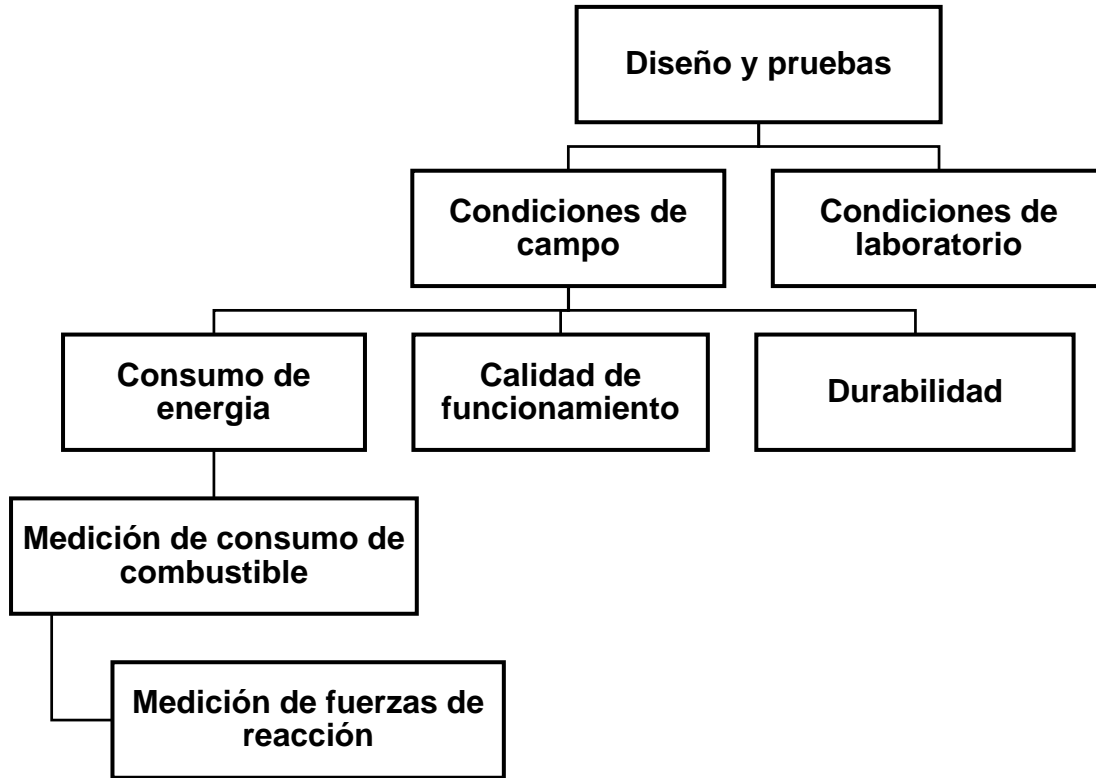 Diseño y pruebas
Condiciones de
campo
Condiciones de
laboratorio
Consumo de
energia
Calidad de
funcionamiento
Durabilidad
Medición de consumo de
combustible
Medición de fuerzas de
reacción